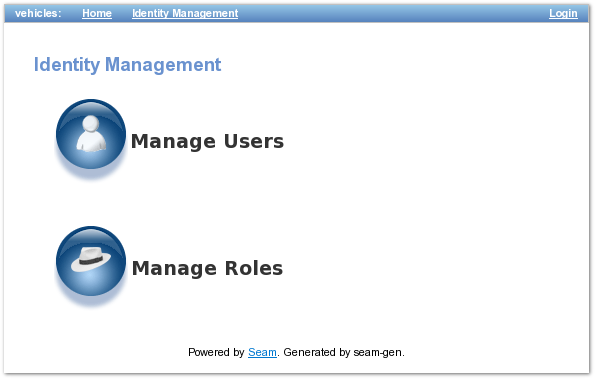 vehicles: Home Identity Management Login
Identity Management
Manage Users
Manage Roles
Powered by Seam. Generated by seam-gen.